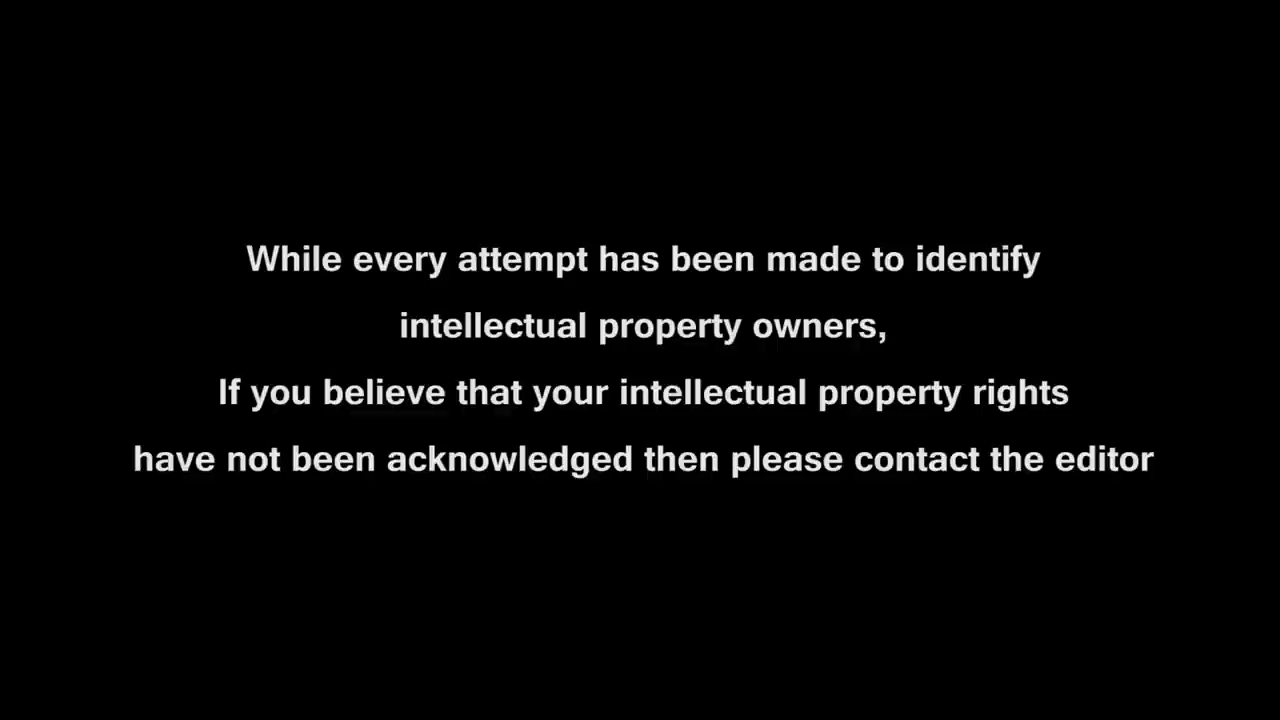 While every attempt has been made to identify
intellectual property owners,
If you believe that your intellectual property rights
have not been acknowledged then please contact the editor